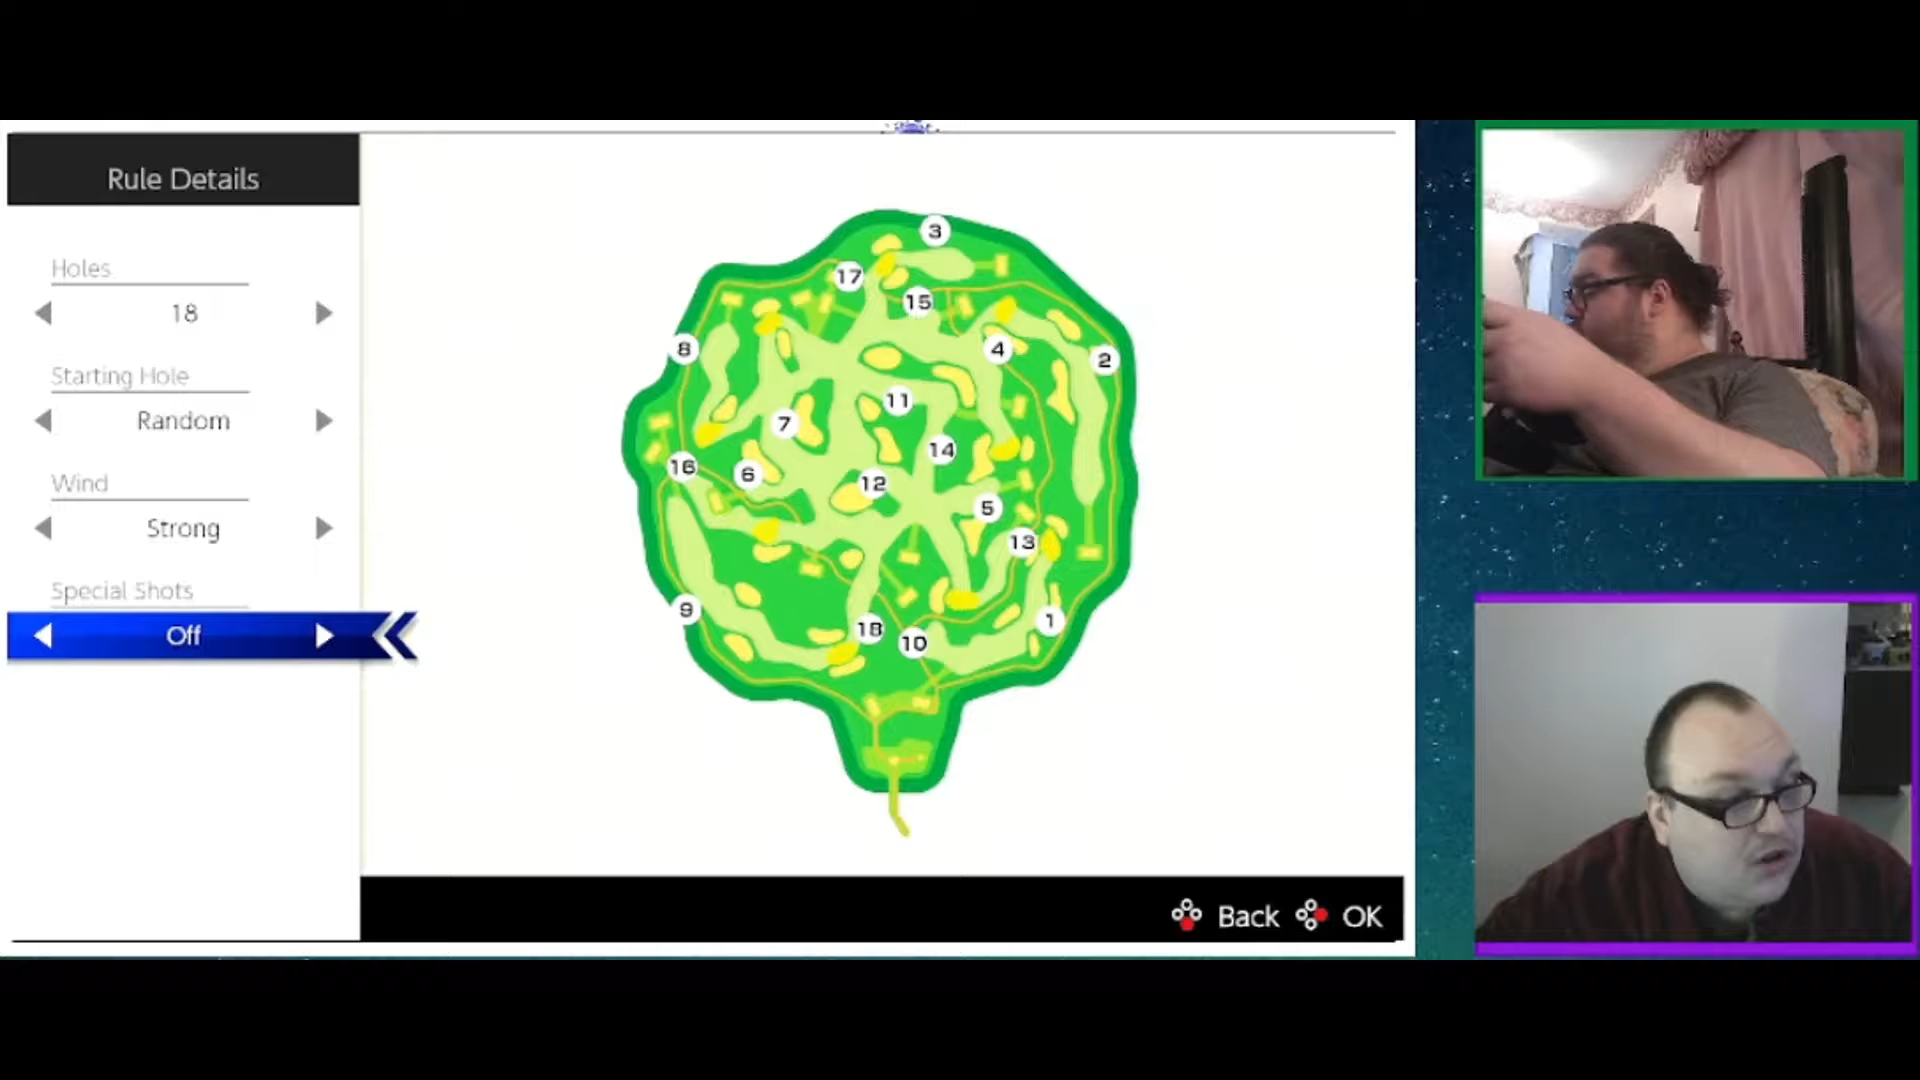 Rule Details
Holes
18
Starting Hole
Random
Wind
Strong
Special Shots
Off
3
17
15
8
4
2
11
7
14
16
6
12
5
13
9
1
18
10
Back OK